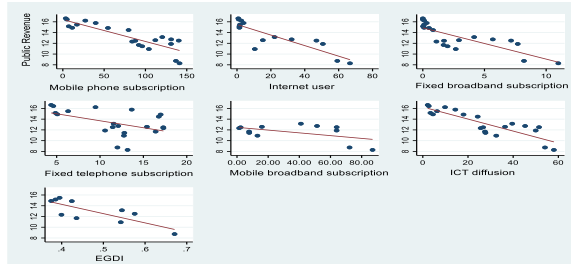 Public Revenue
16
14
12
10
8
0 50 100 150
Mobile phone subscription
16
14
12
10
8
0 20 40 60 80
Internet user
16
14
12
10
8
0 5 10
Fixed broadband subscription
16
14
12
10
8
5 10 15 20
Fixed telephone subscription
16
14
12
10
8
0.00 20.00 40.00 60.00 80.00
Mobile broadband subscription
16
14
12
10
8
0 20 40 60
ICT diffusion
16
14
12
10
8
.4 .5 .6 .7
EGDI